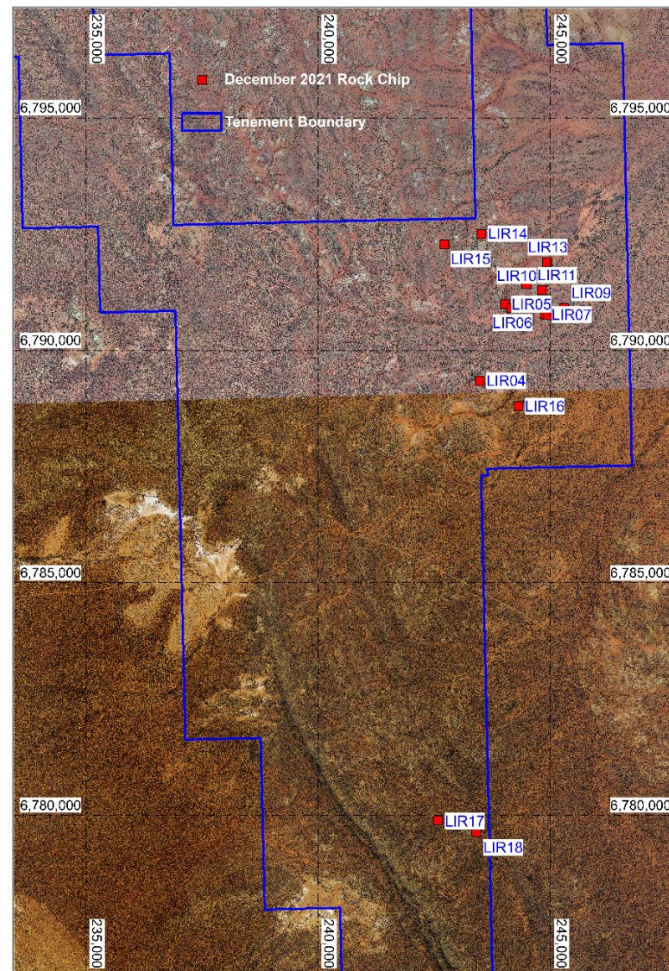 235,000
240,000
245,000
December 2021 Rock Chip
6,795,000
6,795,000
Tenement Boundary
LIR14
LIR15
LIR13
LIR10
LIR11
LIR09
LIR05
LIR06
LIR07
6,790,000
6,790,000
LIR04
LIR16
6,785,000
6,785,000
6,780,000
6,780,000
LIR17
LIR18
235,000
240,000
245,000